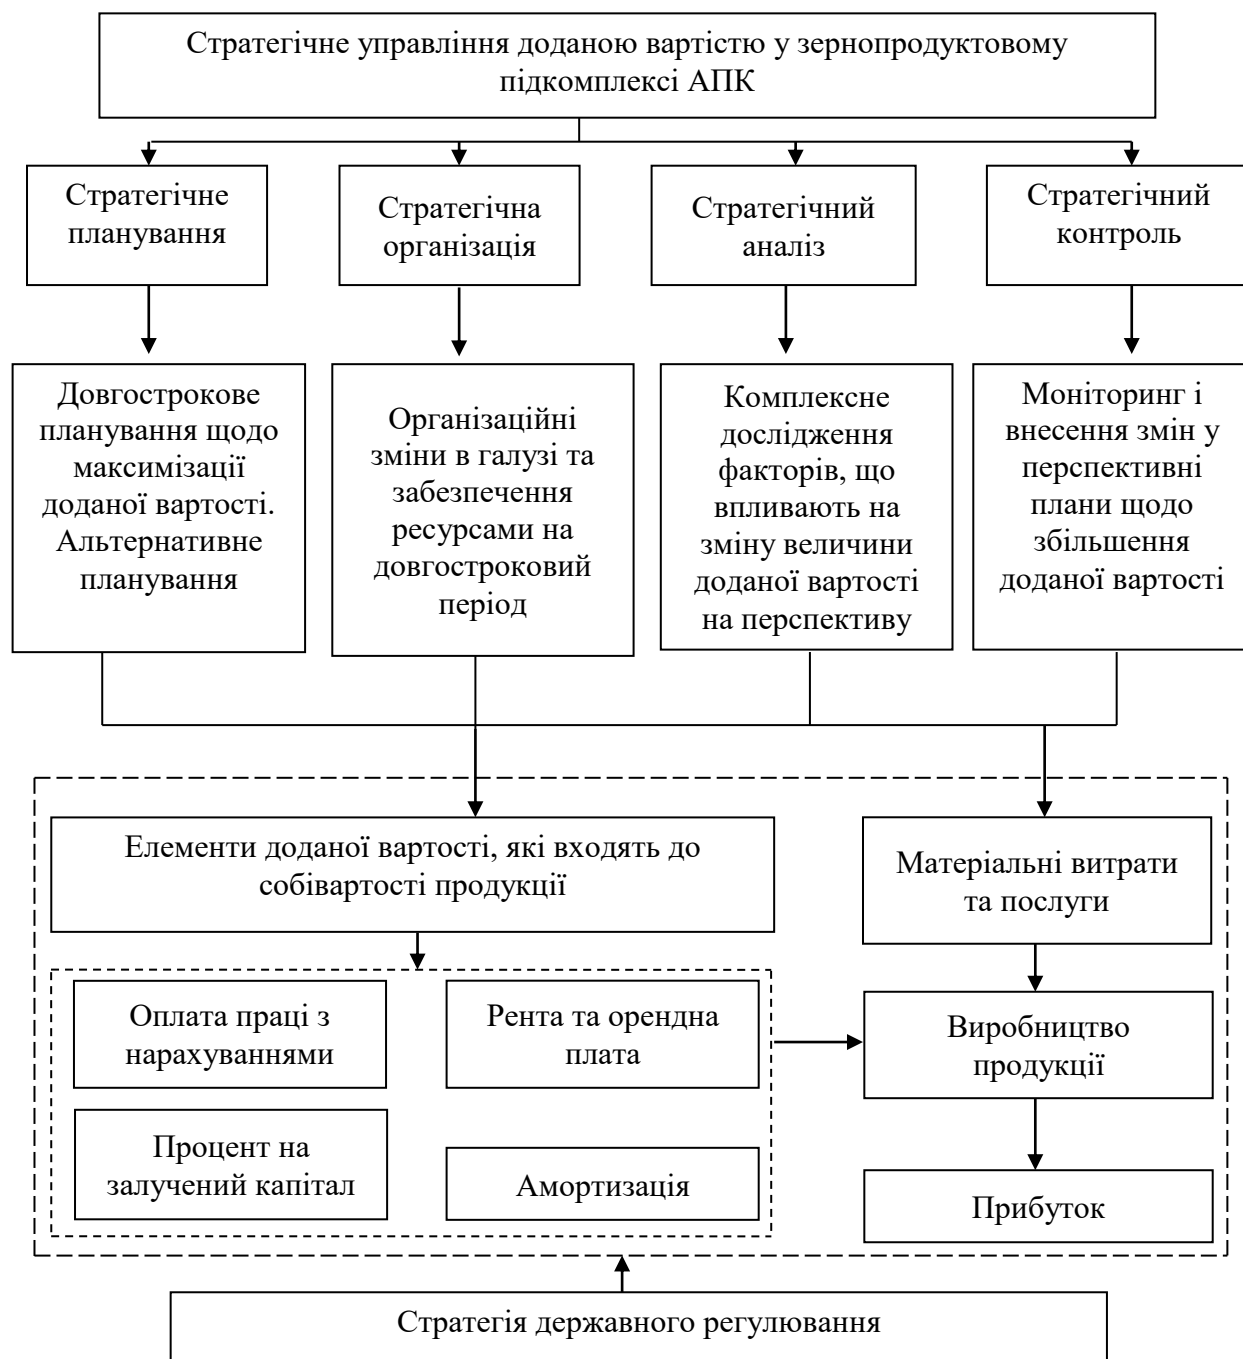 Стратегічне управління доданою вартістю у зернопродуктовому
підкомплексі АПК
Стратегічне
планування
Стратегічна
організація
Стратегічний
аналіз
Стратегічний
контроль
Довгострокове
планування щодо
максимізації
доданої вартості.
Альтернативне
планування
Організаційні
зміни в галузі та
забезпечення
ресурсами на
довгостроковий
період
Комплексне
дослідження
факторів, що
впливають на
зміну величини
доданої вартості
на перспективу
Моніторинг і
внесення змін у
перспективні
плани щодо
збільшення
доданої вартості
Елементи доданої вартості, які входять до
собівартості продукції
Матеріальні витрати
та послуги
Оплата праці з
нарахуваннями
Рента та орендна
плата
Виробництво
продукції
Процент на
залучений капітал
Амортизація
Прибуток
Стратегія державного регулювання